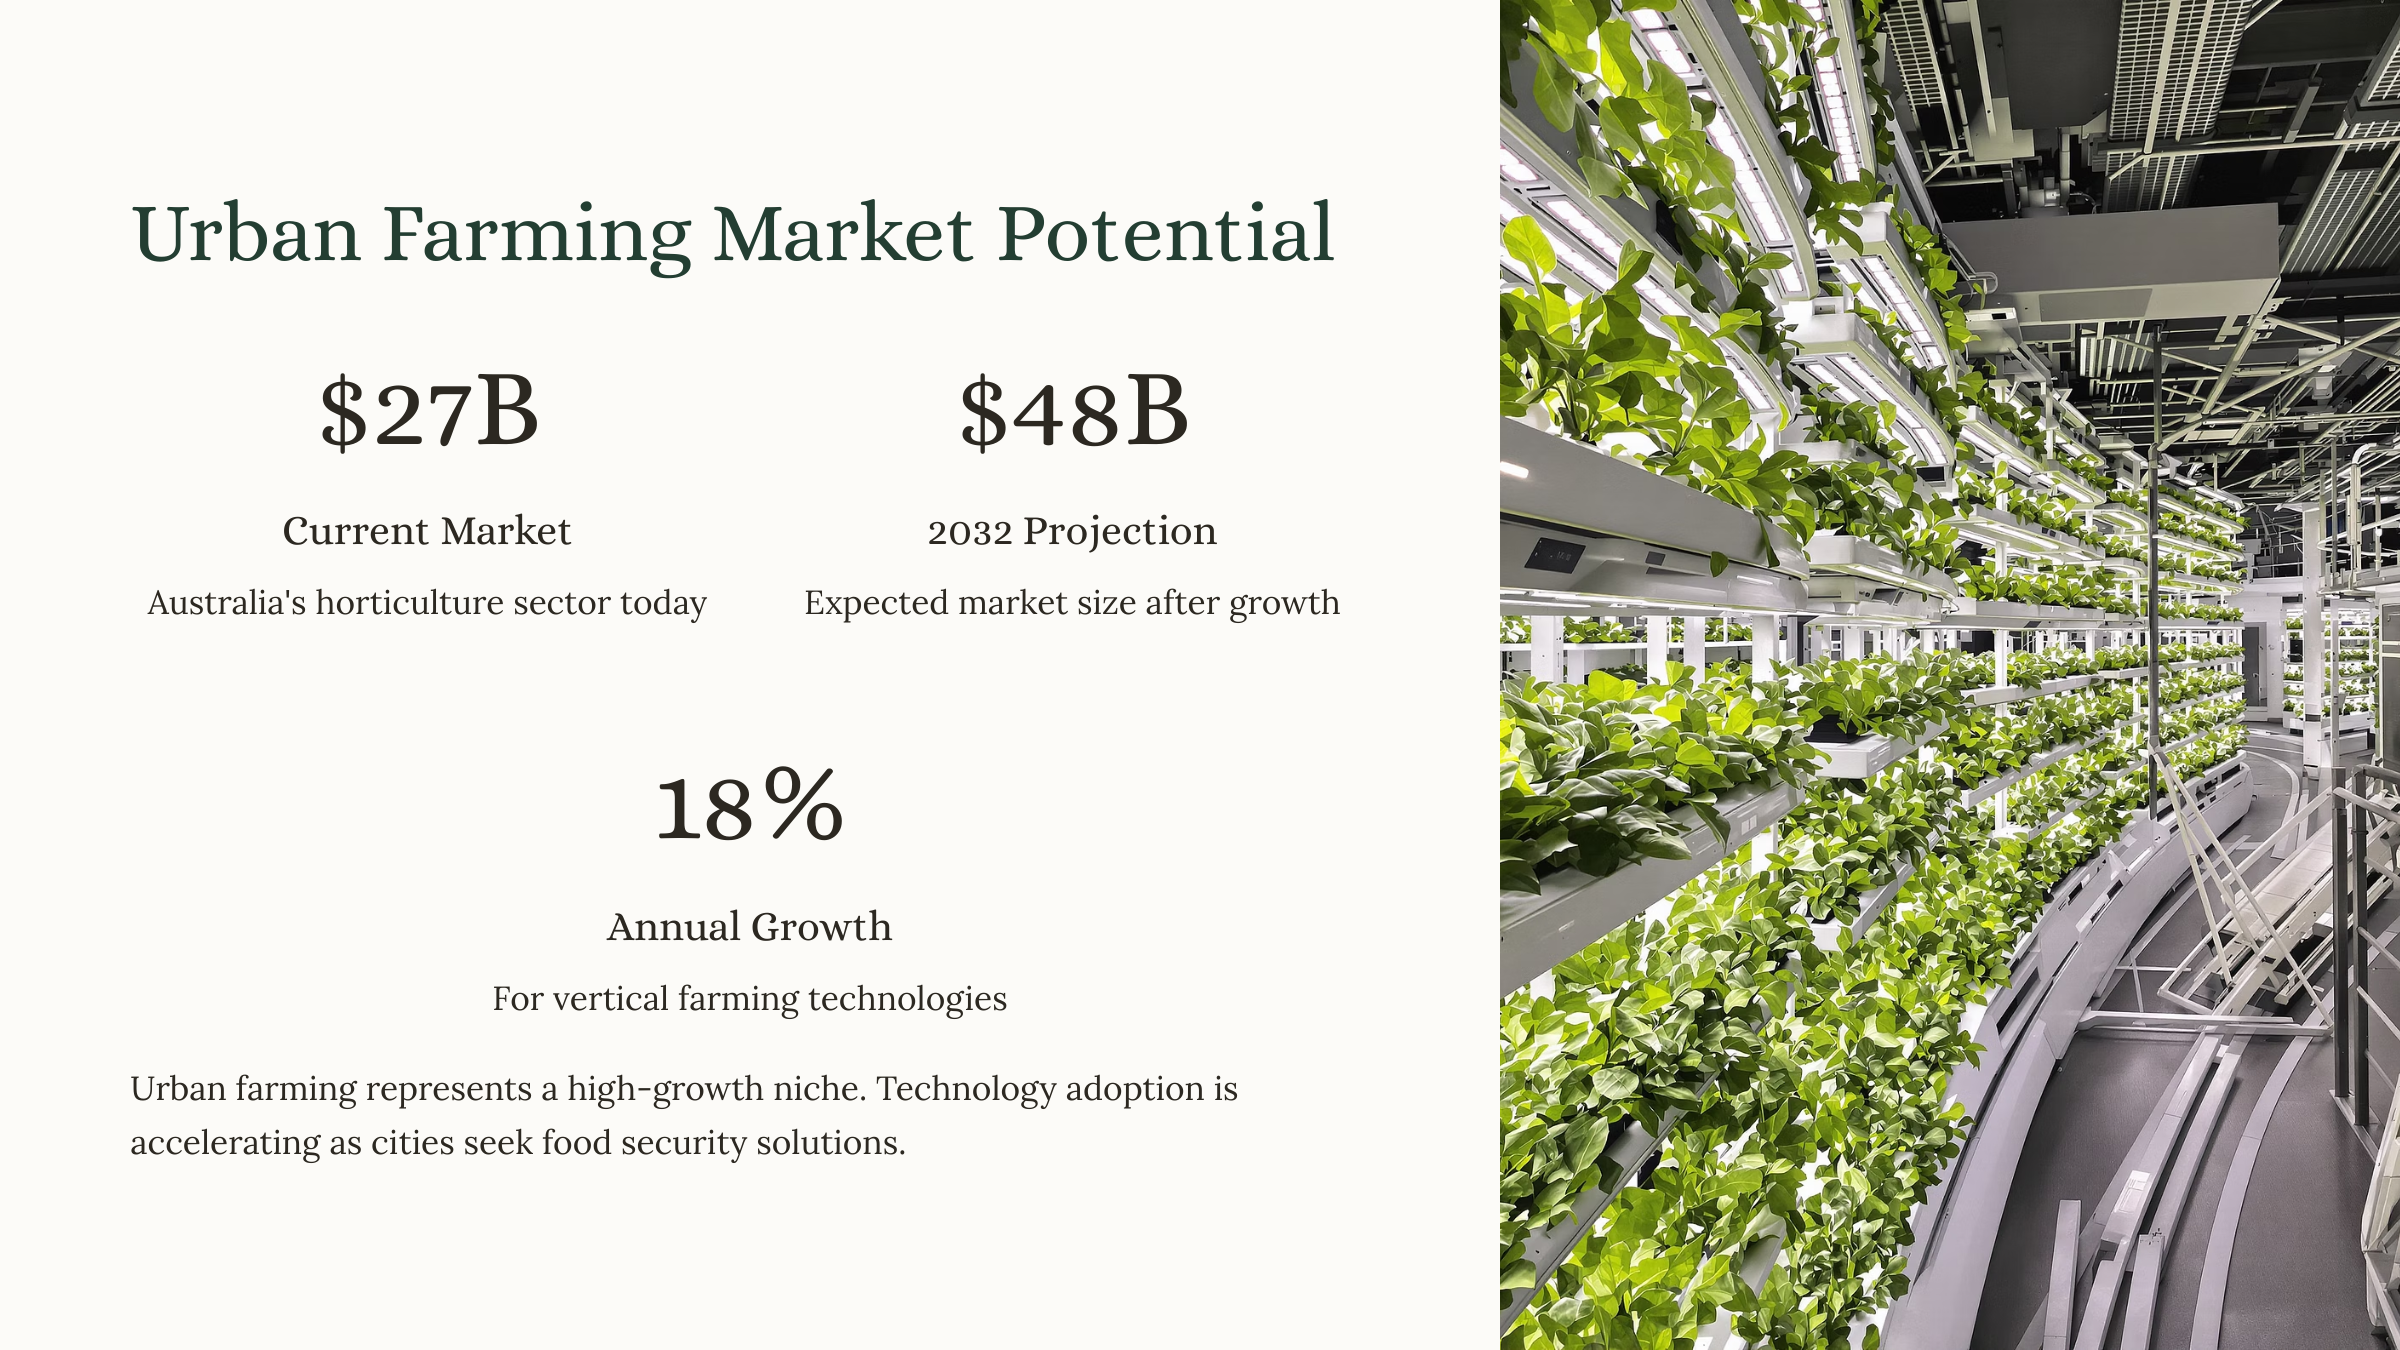 Urban Farming Market Potential
$27B
Current Market
Australia's horticulture sector today
$48B
2032 Projection
Expected market size after growth
18%
Annual Growth
For vertical farming technologies
Urban farming represents a high-growth niche. Technology adoption is
accelerating as cities seek food security solutions.